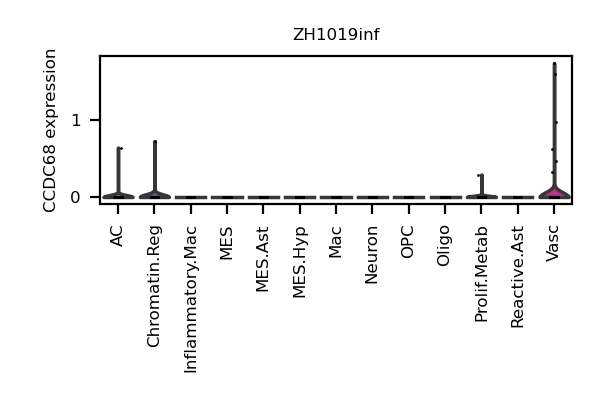 ZH1019inf
CCDC68 expression
1
0
AC
Chromatin.Reg
Inflammatory.Mac
MES
MES.Ast
MES.Hyp
Mac
Neuron
OPC
Oligo
Prolif.Metab
Reactive.Ast
Vasc